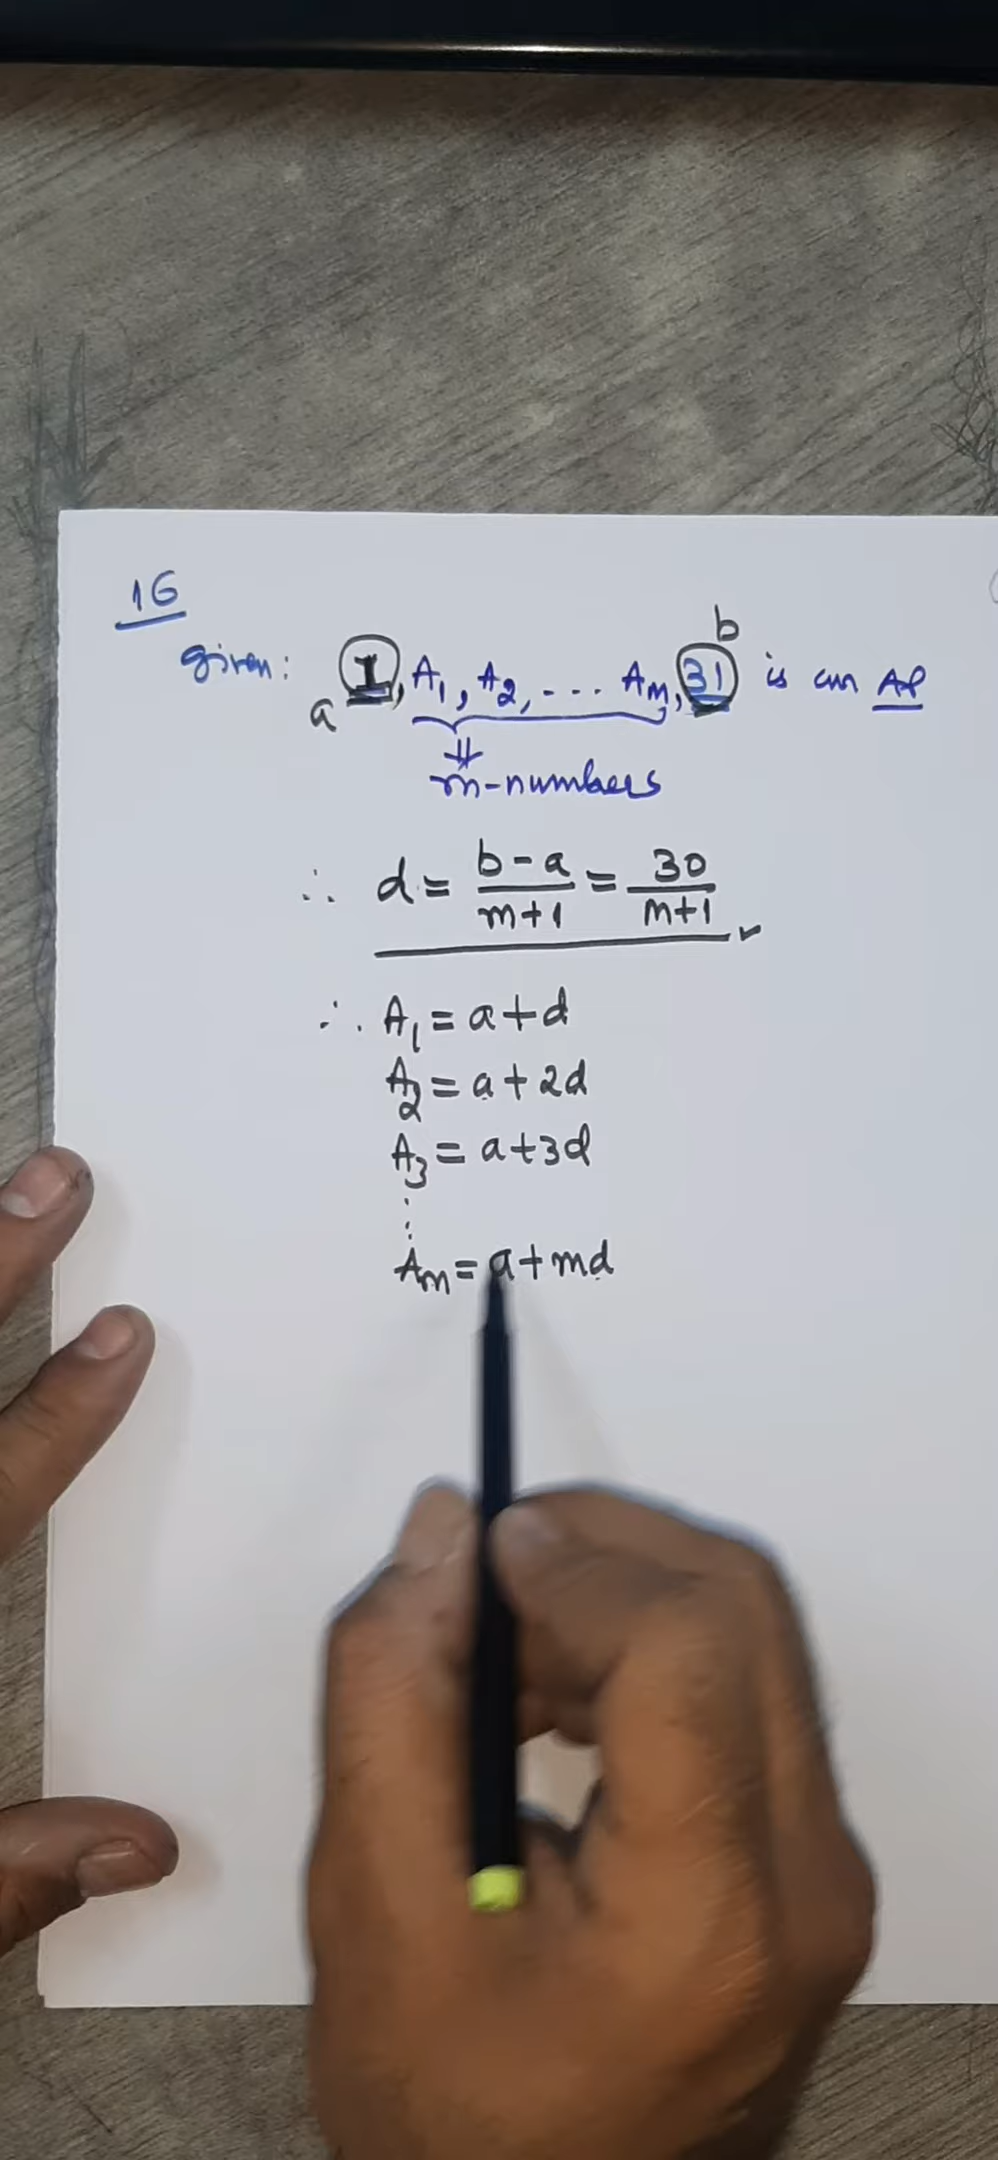 16
given: a 1, A₁, A₂, .... Aₘ, 31 b is an AP
m-numbers
∴ d = (b-a)/(m+1) = 30/(m+1)
∴ A₁ = a+d
A₂ = a+2d
A₃ = a+3d
⋮
Aₘ = a+md